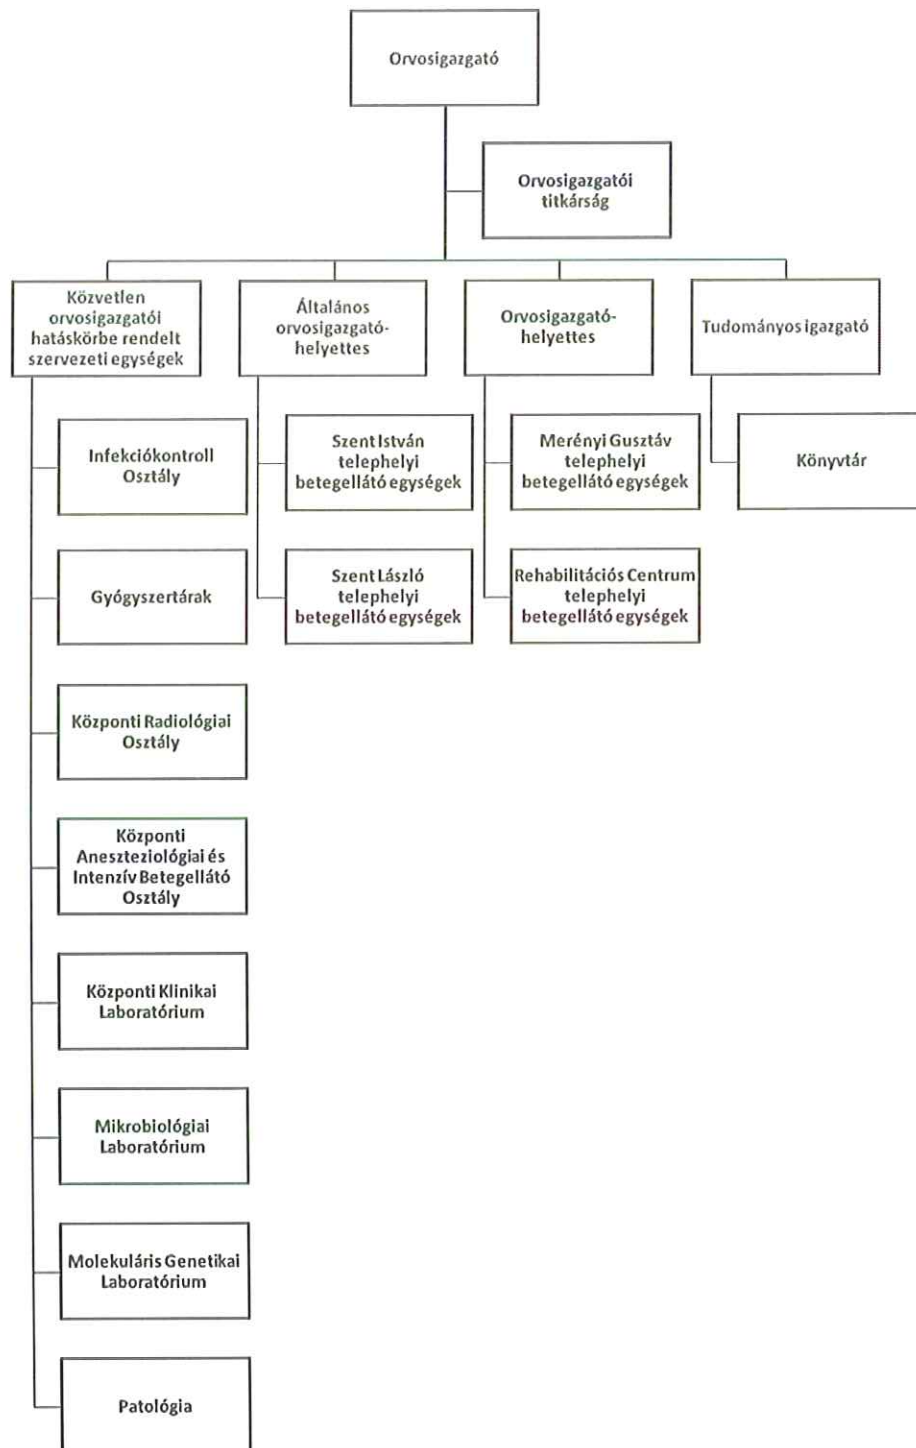 Orvosigazgató
Orvosigazgatói
titkárság
Közvetlen
orvosigazgatói
hatáskörbe rendelt
szervezeti egységek
Általános
orvosigazgató-
helyettes
Orvosigazgató-
helyettes
Tudományos igazgató
Infekciókontroll
Osztály
Gyógyszertárak
Központi Radiológiai
Osztály
Központi
Aneszteziológiai és
Intenzív Betegellátó
Osztály
Központi Klinikai
Laboratórium
Mikrobiológiai
Laboratórium
Molekuláris Genetikai
Laboratórium
Patológia
Szent István
telephelyi
betegellátó egységek
Szent László
telephelyi
betegellátó egységek
Merényi Gusztáv
telephelyi
betegellátó egységek
Rehabilitációs Centrum
telephelyi
betegellátó egységek
Könyvtár